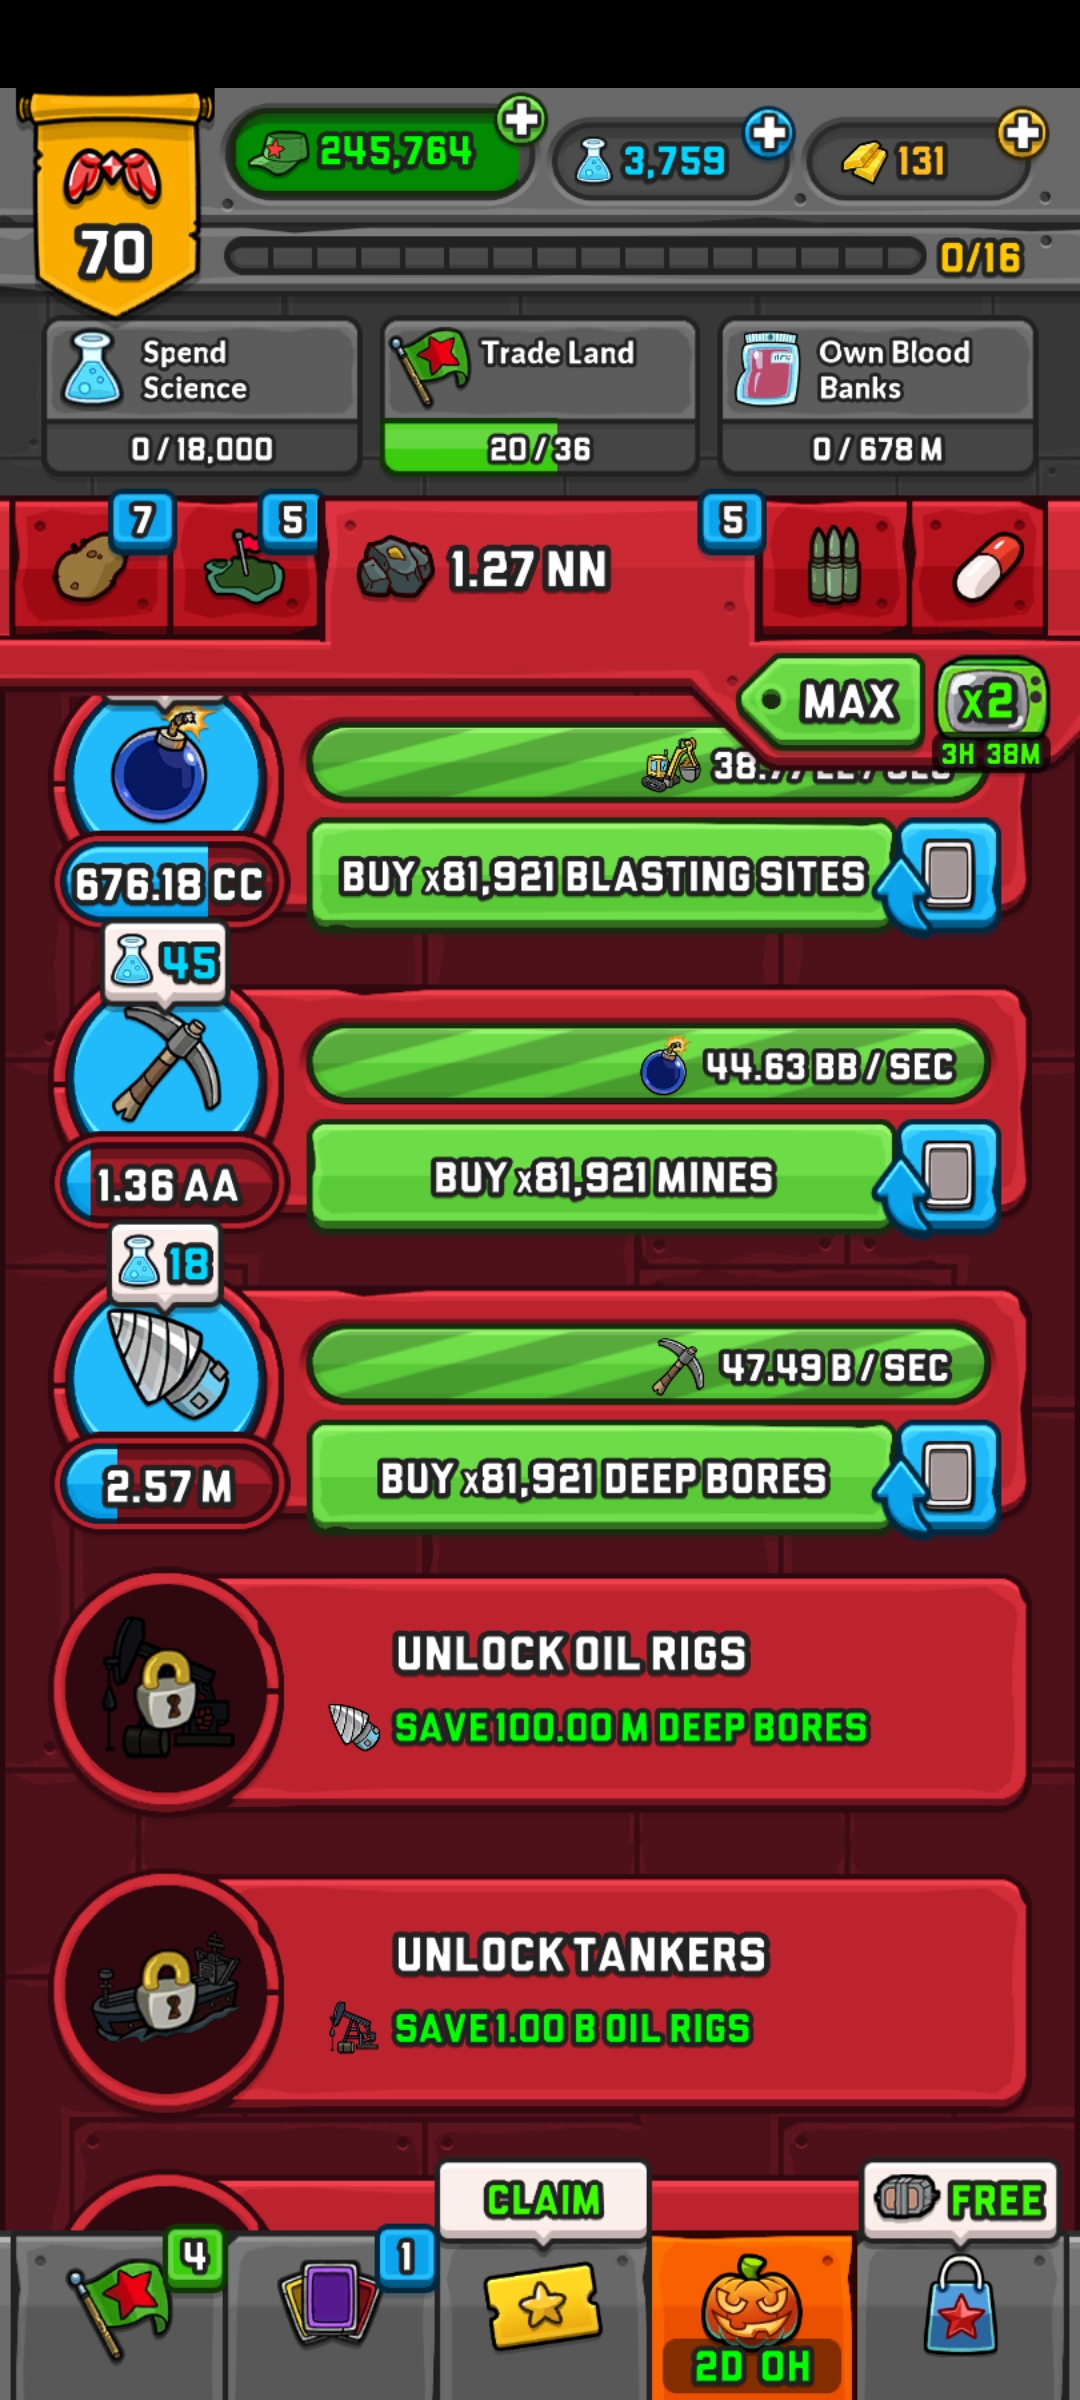 70
245,764
3,759
131
0/16
Spend
Science
0/18,000
Trade Land
20/36
Own Blood
Banks
0/678 M
7
5
1.27 NN
5
MAX
x2
3H 38M
676.18 CC
BUY x81,921 BLASTING SITES
45
44.63 BB/SEC
1.36 AA
BUY x81,921 MINES
18
47.49 B/SEC
2.57 M
BUY x81,921 DEEP BORES
UNLOCK OIL RIGS
SAVE 100.00 M DEEP BORES
UNLOCK TANKERS
SAVE 1.00 B OIL RIGS
CLAIM
FREE
4
1
2D 0H